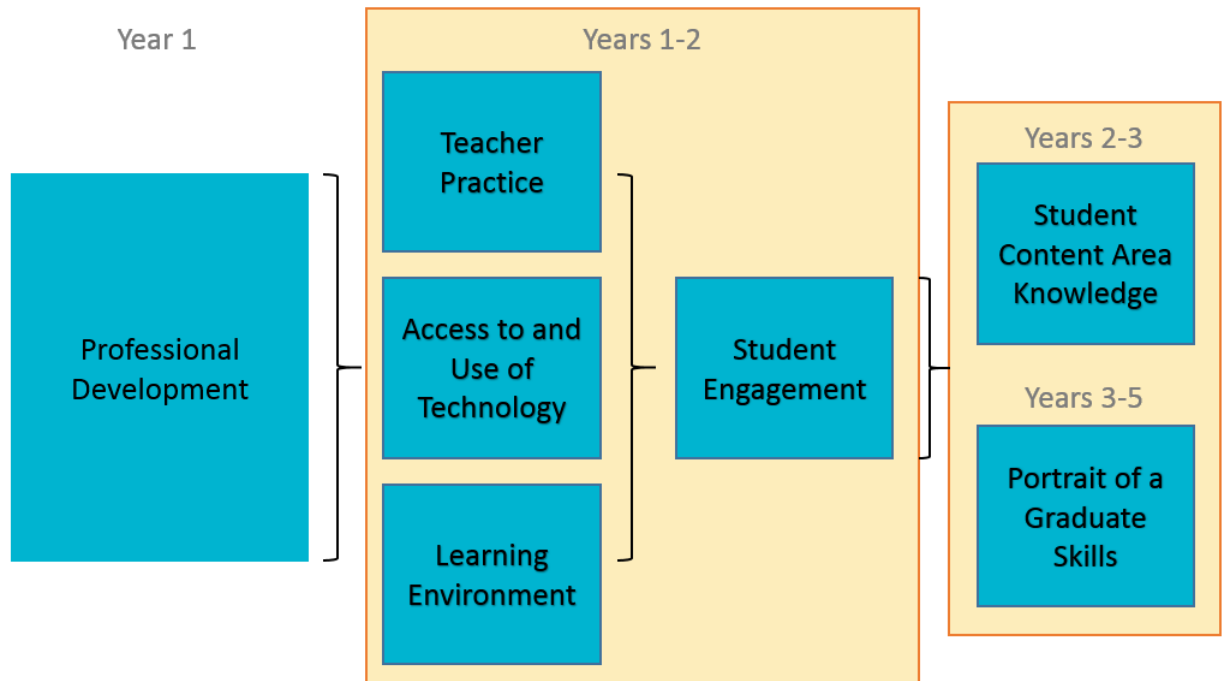 Year 1
Professional
Development
Years 1-2
Teacher
Practice
Access to and
Use of
Technology
Learning
Environment
Student
Engagement
Years 2-3
Student
Content Area
Knowledge
Years 3-5
Portrait of a
Graduate
Skills